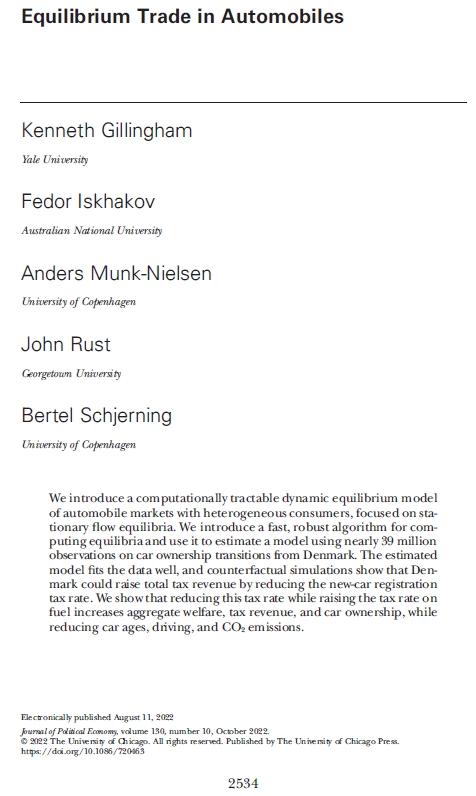 Equilibrium Trade in Automobiles
Kenneth Gillingham
Yale University
Fedor Iskhakov
Australian National University
Anders Munk-Nielsen
University of Copenhagen
John Rust
Georgetown University
Bertel Schjerning
University of Copenhagen
We introduce a computationally tractable dynamic equilibrium model
of automobile markets with heterogeneous consumers, focused on sta-
tionary flow equilibria. We introduce a fast, robust algorithm for com-
puting equilibria and use it to estimate a model using nearly 39 million
observations on car ownership transitions from Denmark. The estimated
model fits the data well, and counterfactual simulations show that Den-
mark could raise total tax revenue by reducing the new-car registration
tax rate. We show that reducing this tax rate while raising the tax rate on
fuel increases aggregate welfare, tax revenue, and car ownership, while
reducing car ages, driving, and CO₂ emissions.
Electronically published August 11, 2022
Journal of Political Economy, volume 130, number 10, October 2022.
© 2022 The University of Chicago. All rights reserved. Published by The University of Chicago Press.
https://doi.org/10.1086/720463
2534